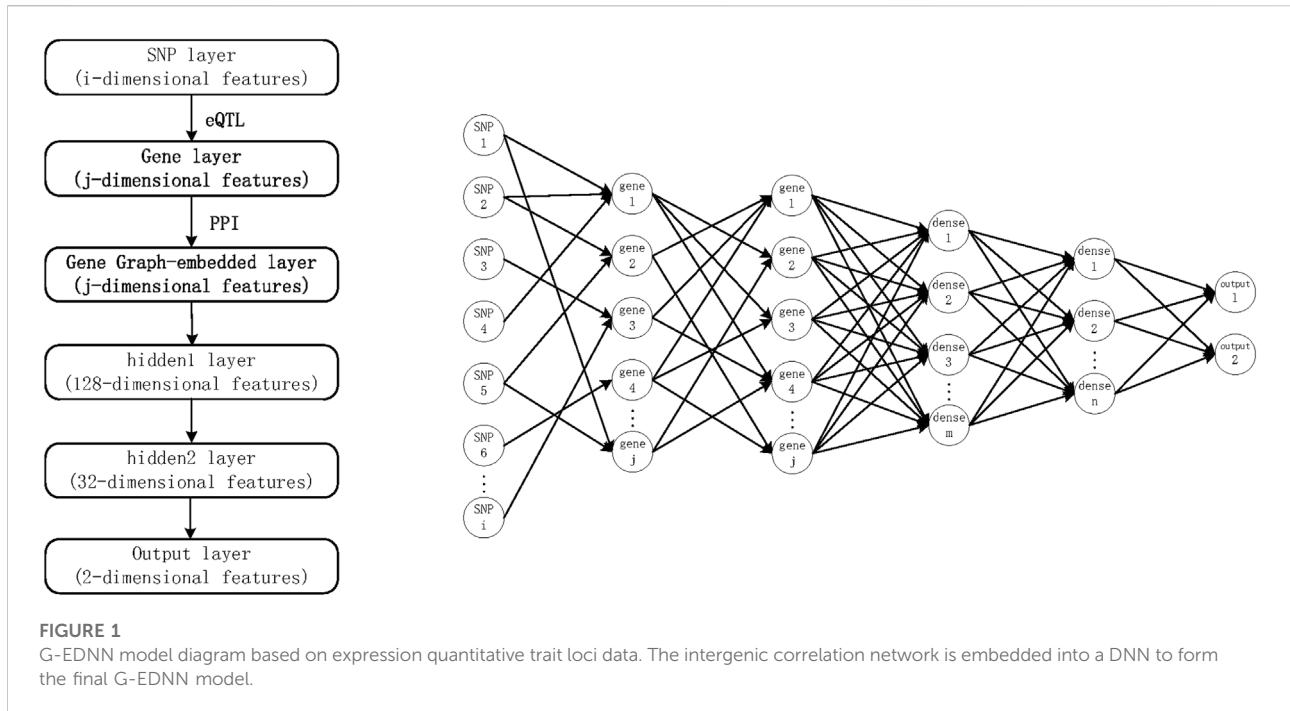 SNP layer
(i-dimensional features)
eQTL
Gene layer
(j-dimensional features)
PPI
Gene Graph-embedded layer
(j-dimensional features)
hidden1 layer
(128-dimensional features)
hidden2 layer
(32-dimensional features)
Output layer
(2-dimensional features)
SNP
1
SNP
2
SNP
3
SNP
4
SNP
5
SNP
6
SNP
i
gene
1
gene
2
gene
3
gene
4
gene
j
gene
1
gene
2
gene
3
gene
4
gene
j
dense
1
dense
2
dense
3
dense
m
dense
1
dense
2
dense
n
output
1
output
2
FIGURE 1
G-EDNN model diagram based on expression quantitative trait loci data. The intergenic correlation network is embedded into a DNN to form
the final G-EDNN model.